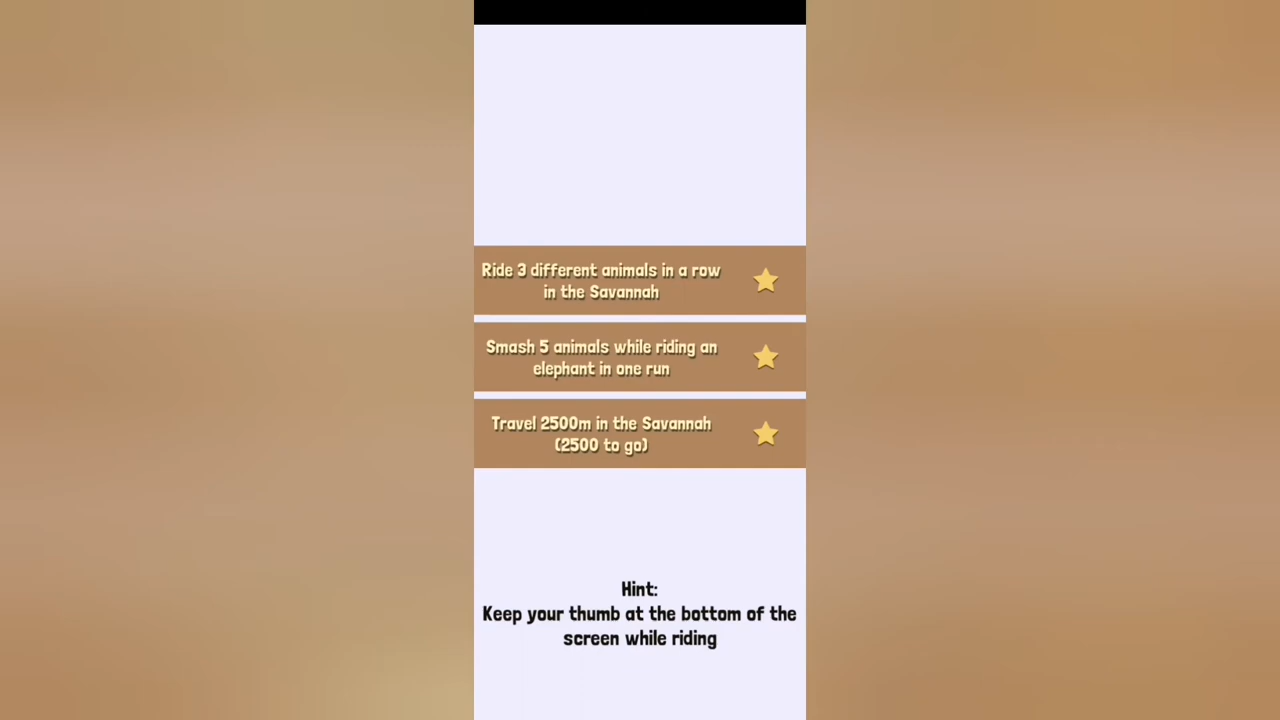 Ride 3 different animals in a row
in the Savannah
Smash 5 animals while riding an
elephant in one run
Travel 2500m in the Savannah
(2500 to go)
Hint:
Keep your thumb at the bottom of the
screen while riding